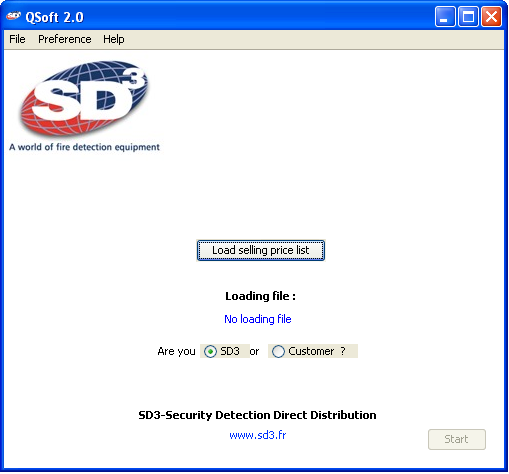 QSoft 2.0
File Preference Help
SD3
A world of fire detection equipment
Load selling price list
Loading file :
No loading file
Are you SD3 or Customer ?
SD3-Security Detection Direct Distribution
www.sd3.fr
Start